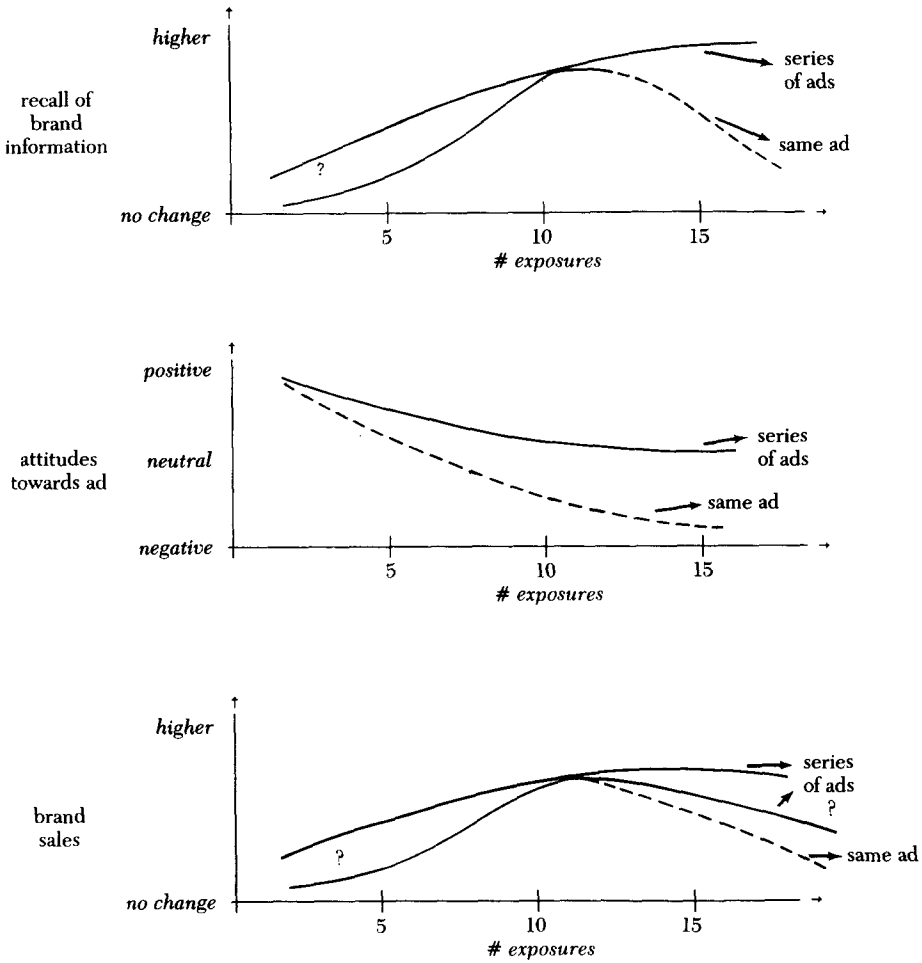 higher
recall of
brand
information
no change
?
series
of ads
same ad
5 10 15
# exposures
positive
attitudes
towards ad
neutral
negative
series
of ads
same ad
5 10 15
# exposures
higher
brand
sales
no change
?
series
of ads
?
same ad
5 10 15
# exposures